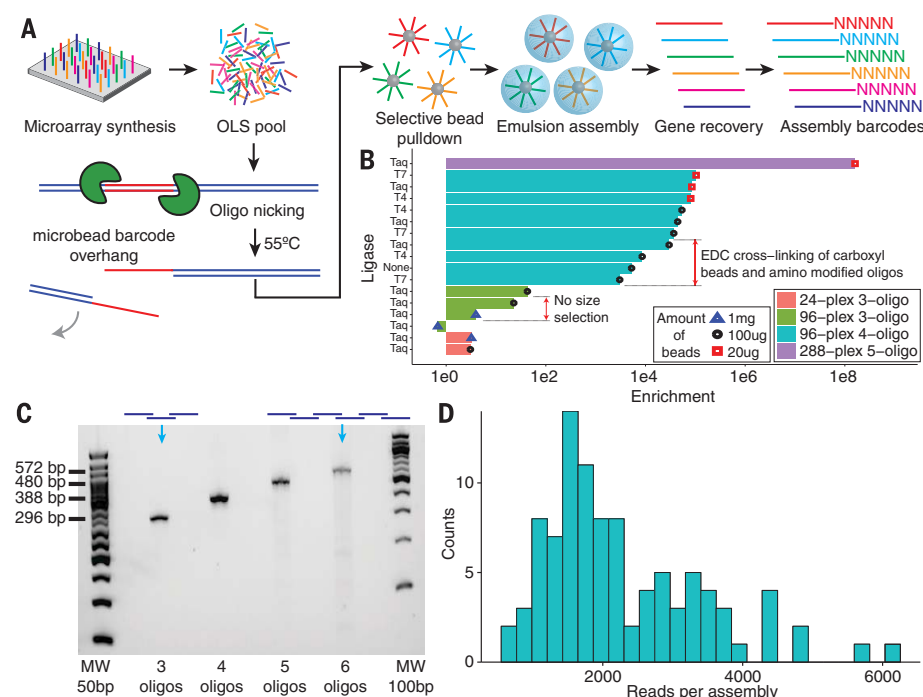 A
NNNNN
NNNNN
NNNNN
NNNNN
NNNNN
NNNNN
Microarray synthesis
OLS pool
Selective bead
pulldown
Emulsion assembly
Gene recovery
Assembly barcodes
Oligo nicking
microbead barcode
overhang
55ºC
B
Ligase
Taq
T7
Taq
T4
T4
Taq
T7
Taq
T4
None
T7
Taq
Taq
Taq
Taq
Taq
Taq
EDC cross-linking of carboxyl
beads and amino modified oligos
No size
selection
Amount
of
beads
1mg
100ug
20ug
24-plex 3-oligo
96-plex 3-oligo
96-plex 4-oligo
288-plex 5-oligo
1e0 1e2 1e4 1e6 1e8
Enrichment
C
572 bp
480 bp
388 bp
296 bp
MW 3 4 5 6 MW
50bp oligos oligos oligos oligos 100bp
D
Counts
10
5
0
2000 4000 6000
Reads per assembly